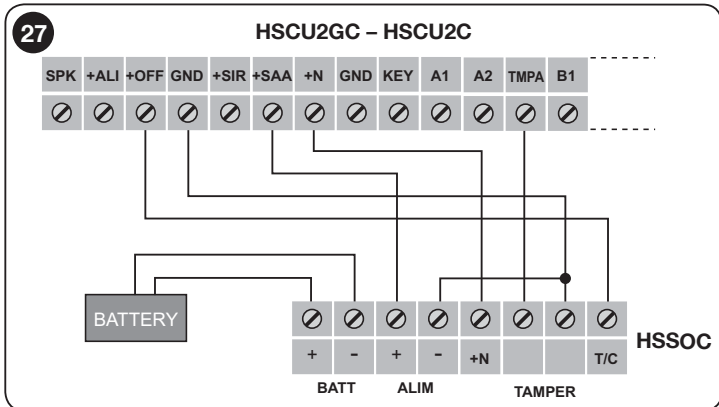 27
HSCU2GC – HSCU2C
SPK +ALI +OFF GND +SIR +SAA +N GND KEY A1 A2 TMPA B1
BATTERY
HSSOC
+ - + - +N T/C
BATT ALIM TAMPER